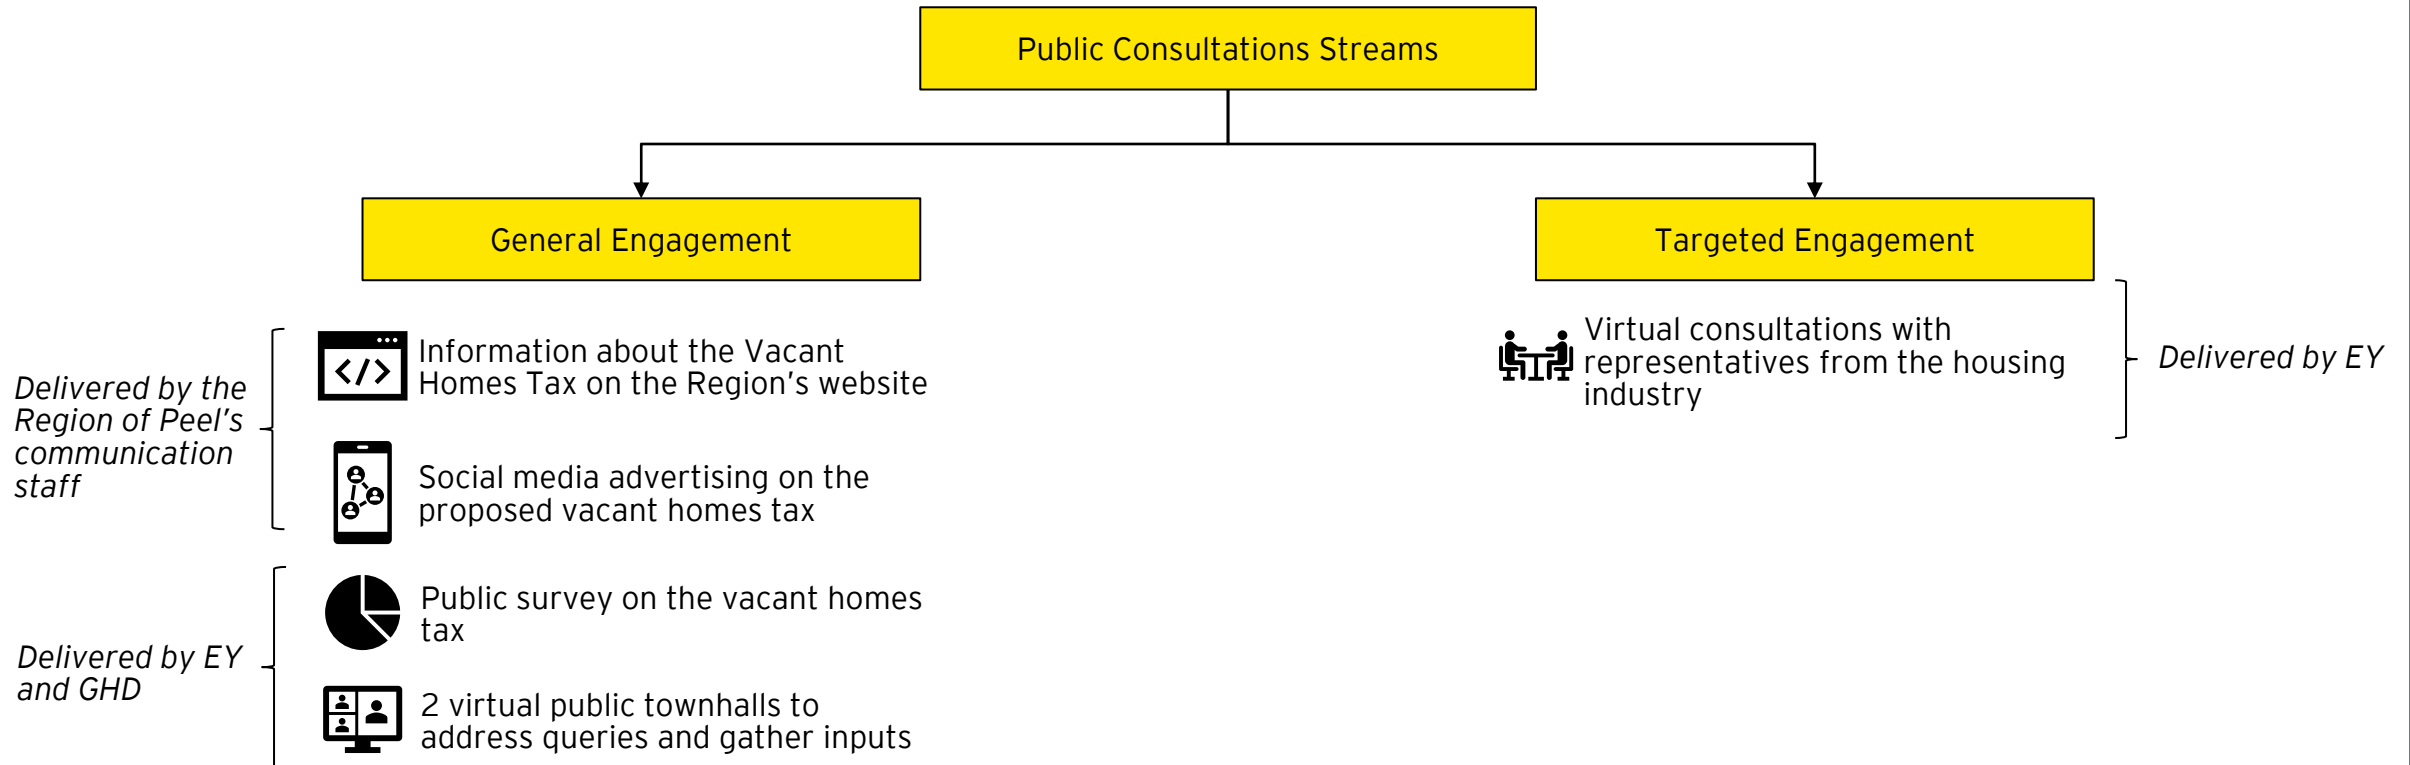 Public Consultations Streams
General Engagement
Targeted Engagement
Delivered by the
Region of Peel's
communication
staff
</>
Information about the Vacant
Homes Tax on the Region's website
Social media advertising on the
proposed vacant homes tax
Delivered by EY
and GHD
Public survey on the vacant homes
tax
2 virtual public townhalls to
address queries and gather inputs
Virtual consultations with
representatives from the housing
industry
Delivered by EY